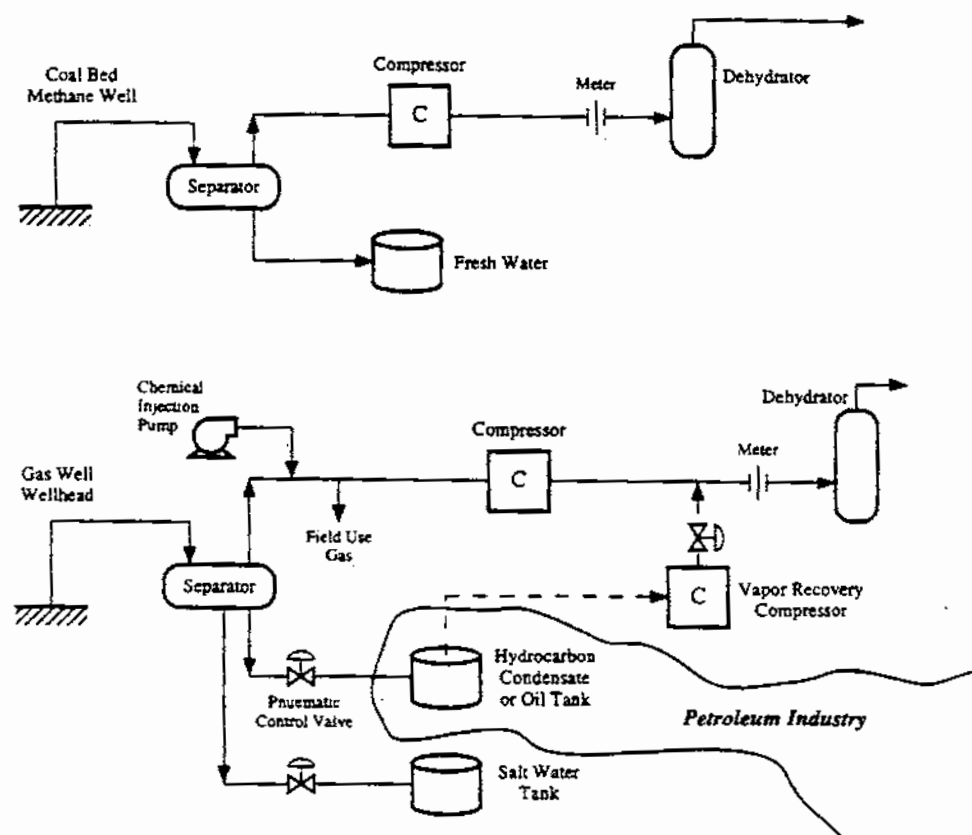 Coal Bed
Methane Well
Compressor
C
Meter
Dehydrator
Separator
Fresh Water
Chemical
Injection
Pump
Compressor
C
Dehydrator
Meter
Gas Well
Wellhead
Field Use
Gas
Separator
C
Vapor Recovery
Compressor
Hydrocarbon
Condensate
or Oil Tank
Pnuematic
Control Valve
Petroleum Industry
Salt Water
Tank